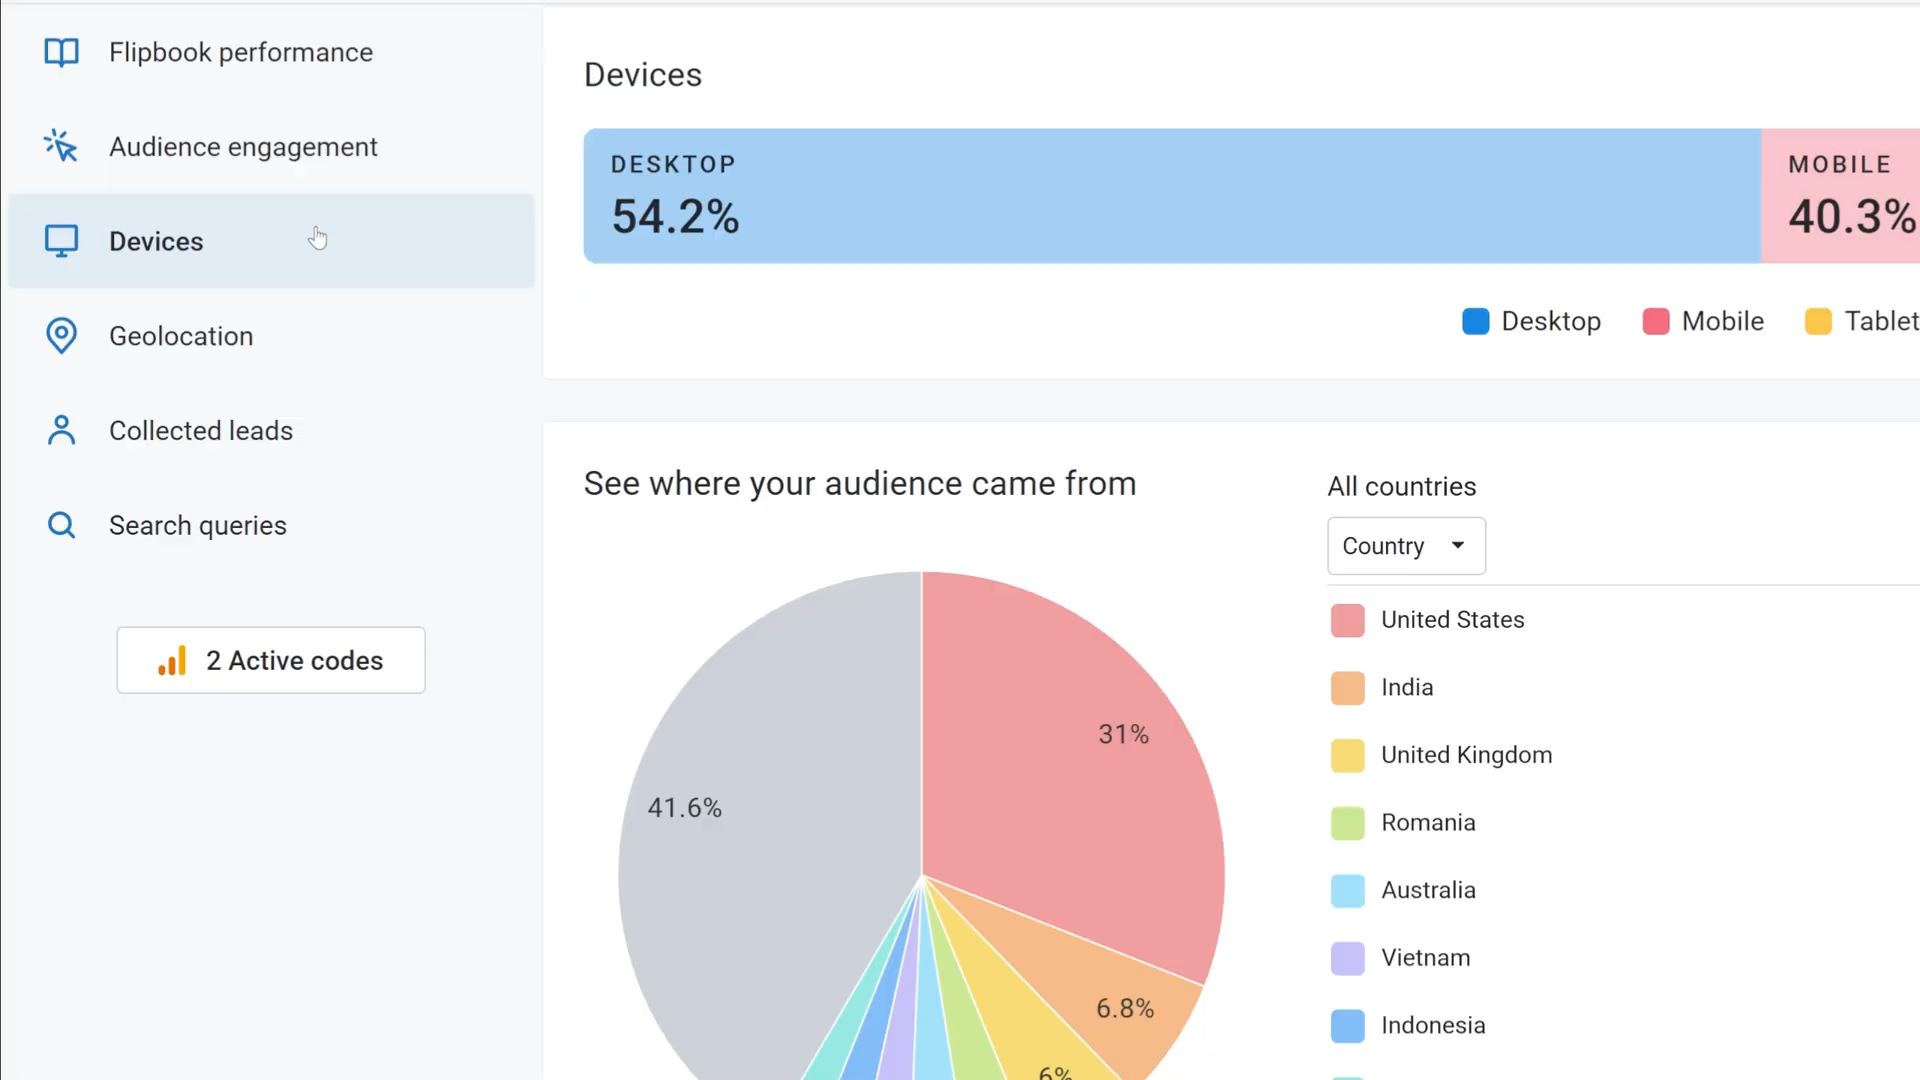 Flipbook performance
Audience engagement
Devices
Geolocation
Collected leads
Search queries
2 Active codes
Devices
DESKTOP
54.2%
MOBILE
40.3%
Desktop
Mobile
Tablet
See where your audience came from
31%
41.6%
6.8%
6%
All countries
Country
United States
India
United Kingdom
Romania
Australia
Vietnam
Indonesia